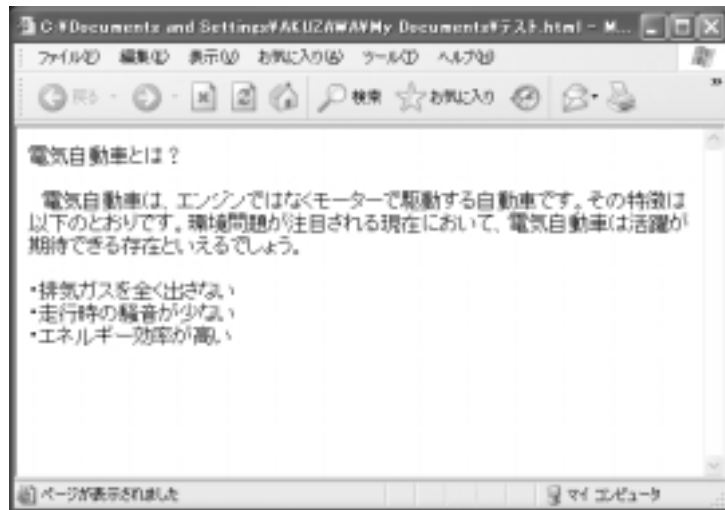 C:¥Documents and Settings¥AKUZAWA¥My Documents¥テスト.html - M...
ファイル(F) 編集(E) 表示(V) お気に入り(A) ツール(T) ヘルプ(H)
戻る 検索 お気に入り
電気自動車とは？
電気自動車は、エンジンではなくモーターで駆動する自動車です。その特徴は
以下のとおりです。環境問題が注目される現在において、電気自動車は活躍が
期待できる存在といえるでしょう。
・排気ガスを全く出さない
・走行時の騒音が少ない
・エネルギー効率が高い
ページが表示されました マイ コンピュータ